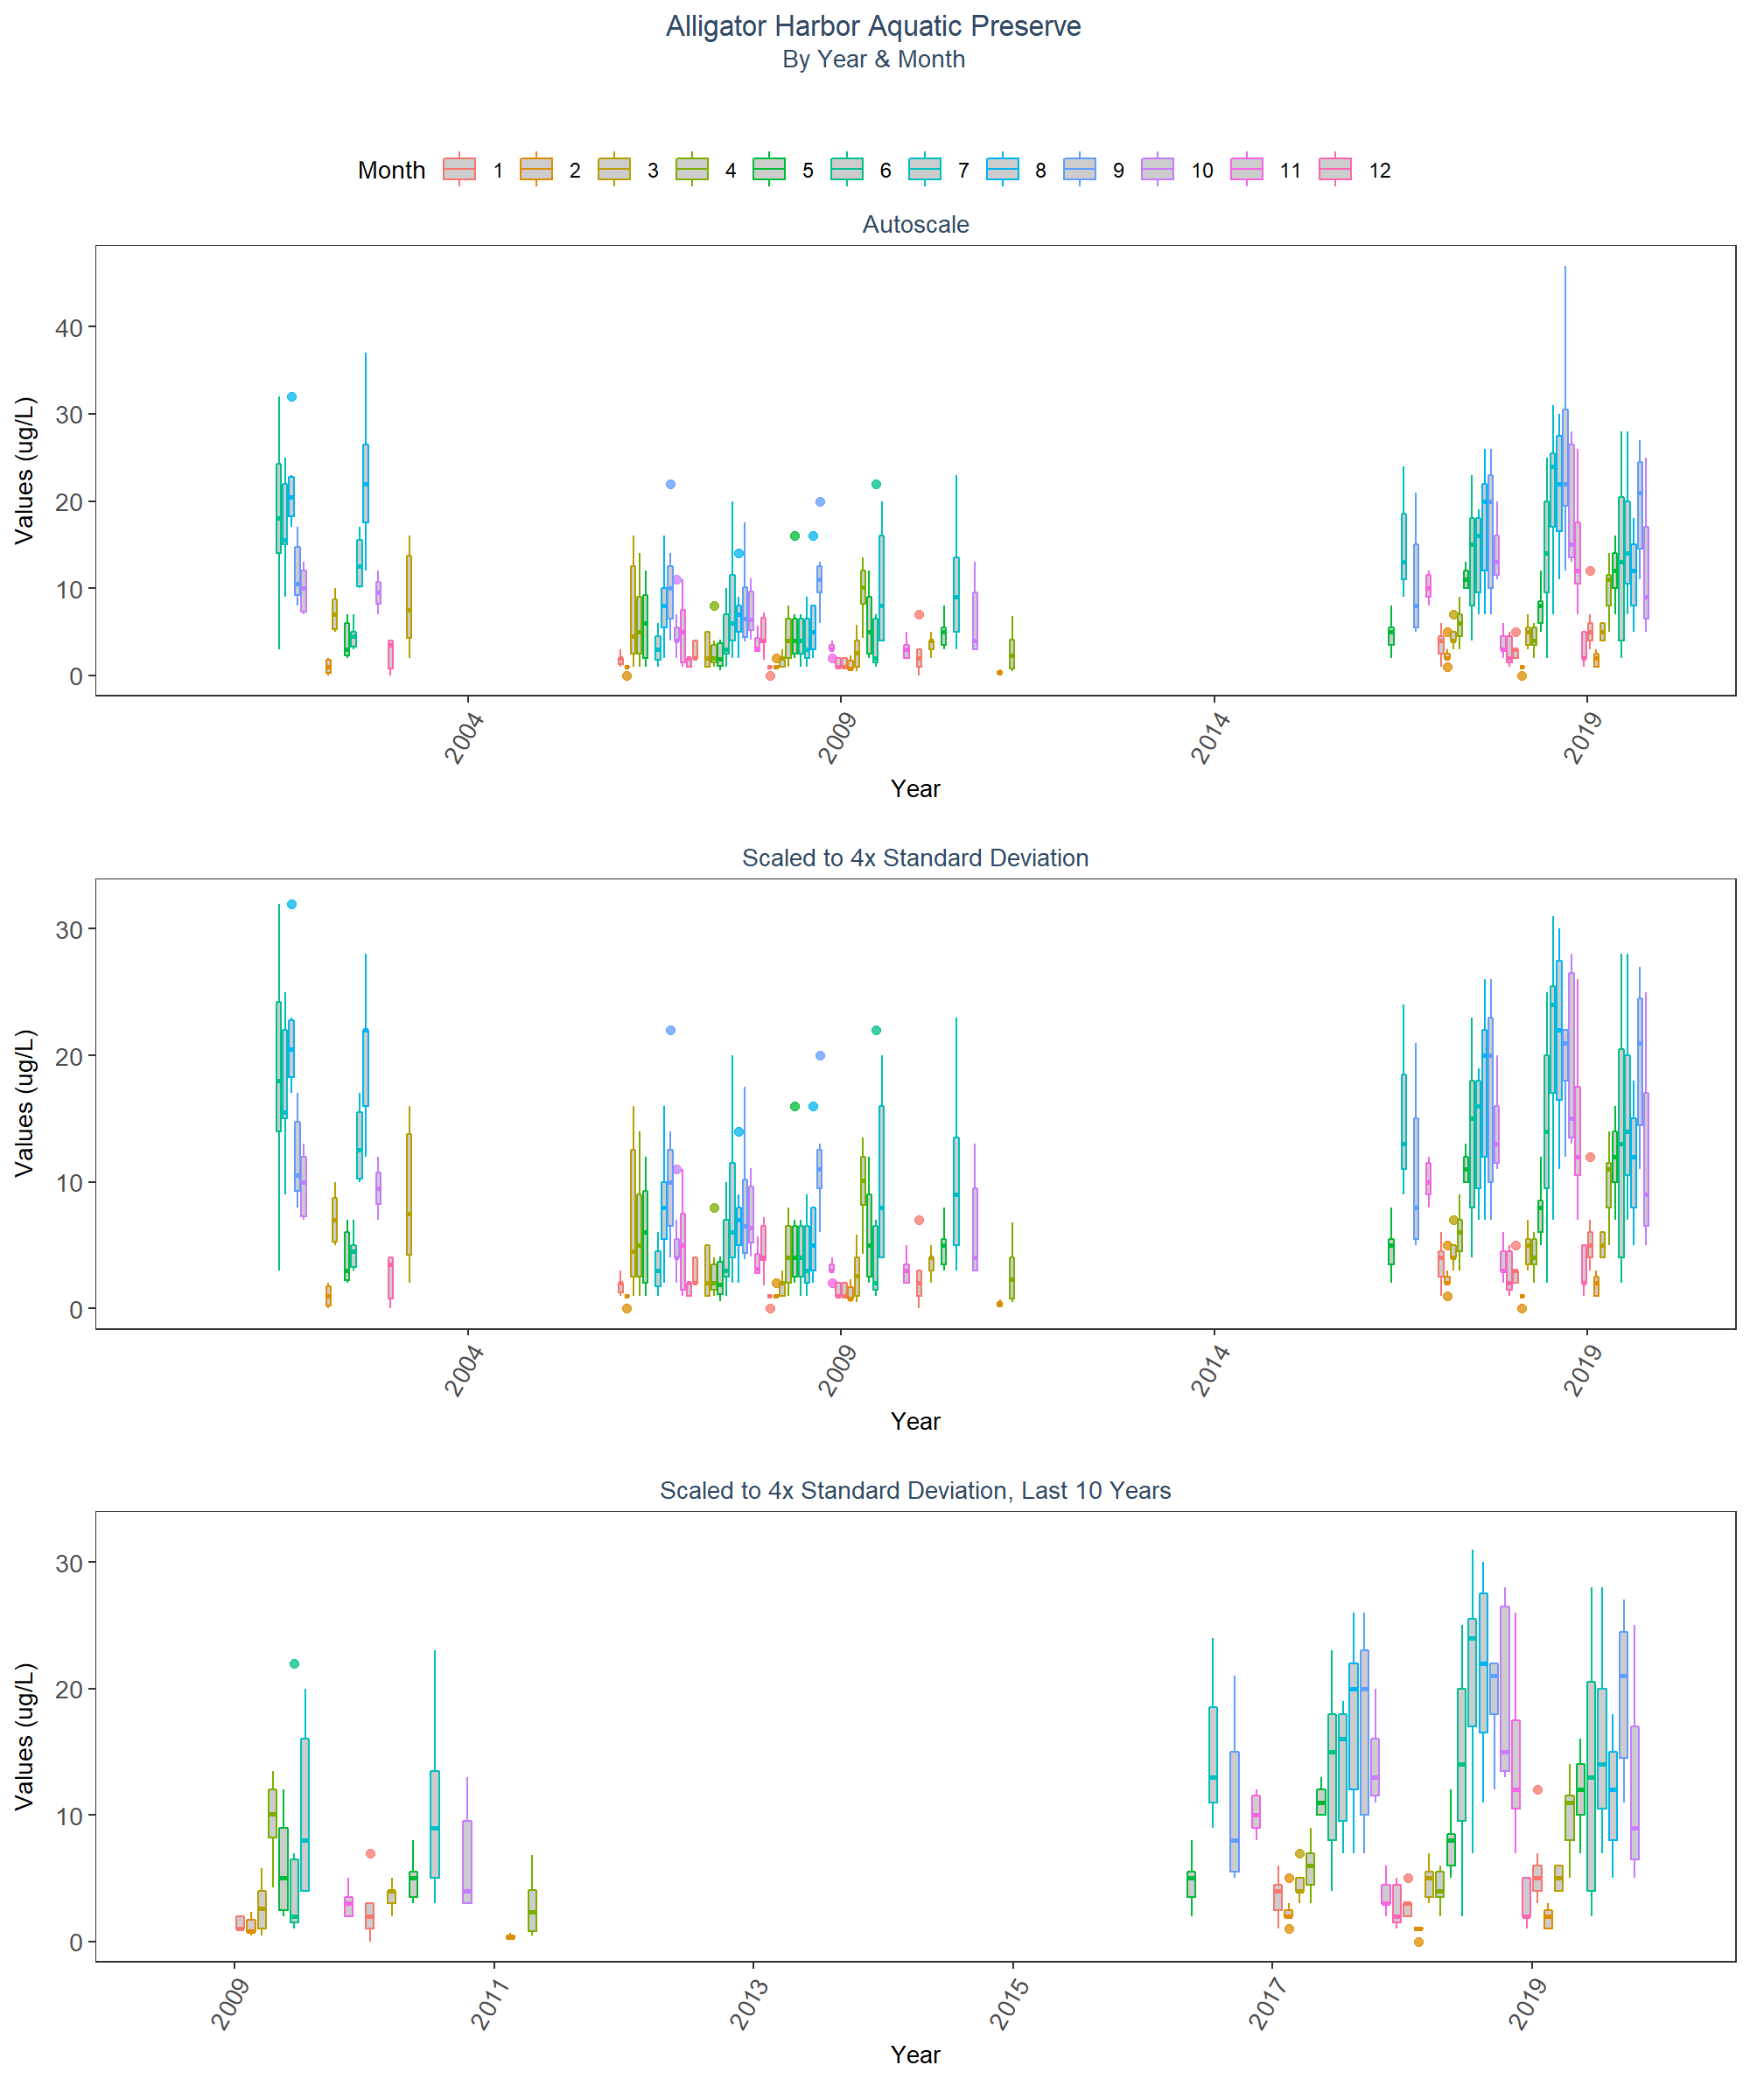 Alligator Harbor Aquatic Preserve
By Year & Month
Month 1 2 3 4 5 6 7 8 9 10 11 12
Autoscale
Values (ug/L)
40
30
20
10
0
2004 2009 2014 2019
Year
Scaled to 4x Standard Deviation
Values (ug/L)
30
20
10
0
2004 2009 2014 2019
Year
Scaled to 4x Standard Deviation, Last 10 Years
Values (ug/L)
30
20
10
0
2009 2011 2013 2015 2017 2019
Year